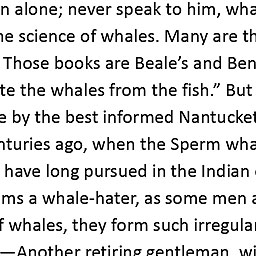 n alone; never speak to him, wha
e science of whales. Many are th
Those books are Beale’s and Ben
te the whales from the fish.” But
e by the best informed Nantucket
nturies ago, when the Sperm wha
have long pursued in the Indian
ms a whale-hater, as some men a
f whales, they form such irregular
—Another retiring gentleman, wi